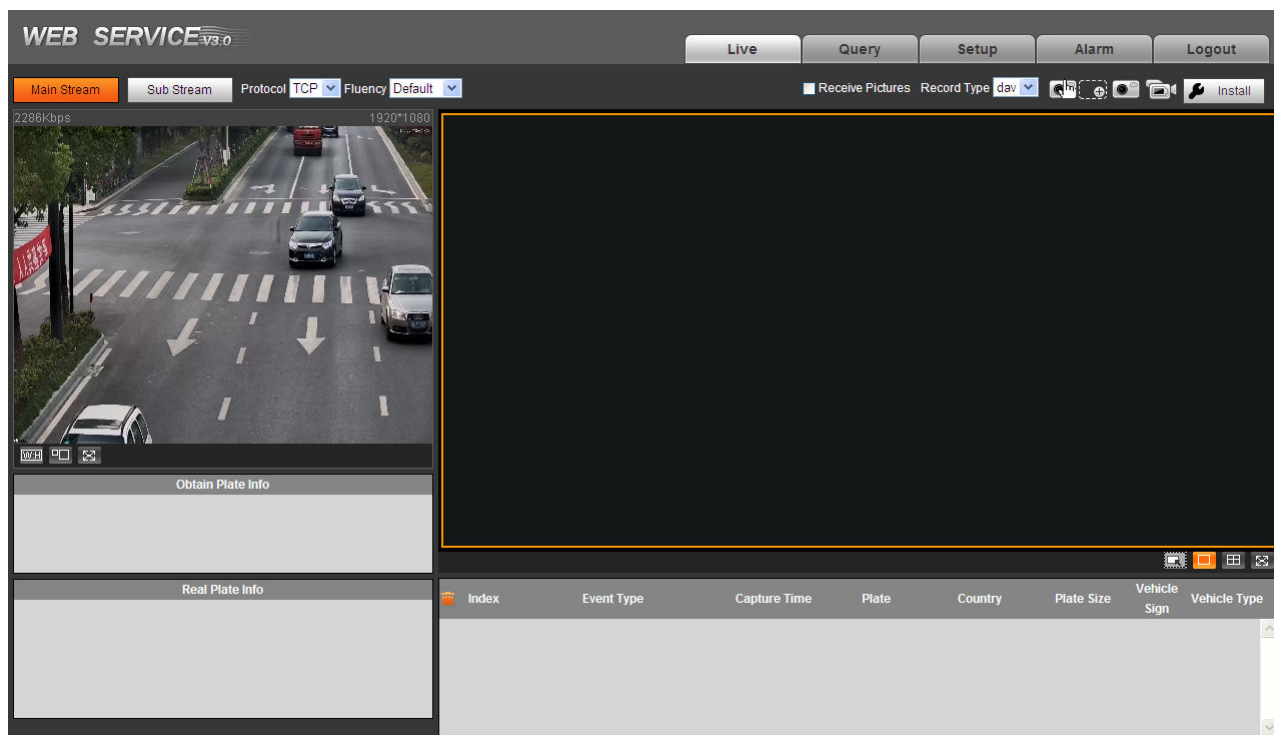 WEB SERVICE V3.0
Live Query Setup Alarm Logout
Main Stream Sub Stream Protocol TCP Fluency Default Receive Pictures Record Type dav Install
2286Kbps 1920*1080
W:H
Obtain Plate Info
Real Plate Info
Index Event Type Capture Time Plate Country Plate Size Vehicle Sign Vehicle Type